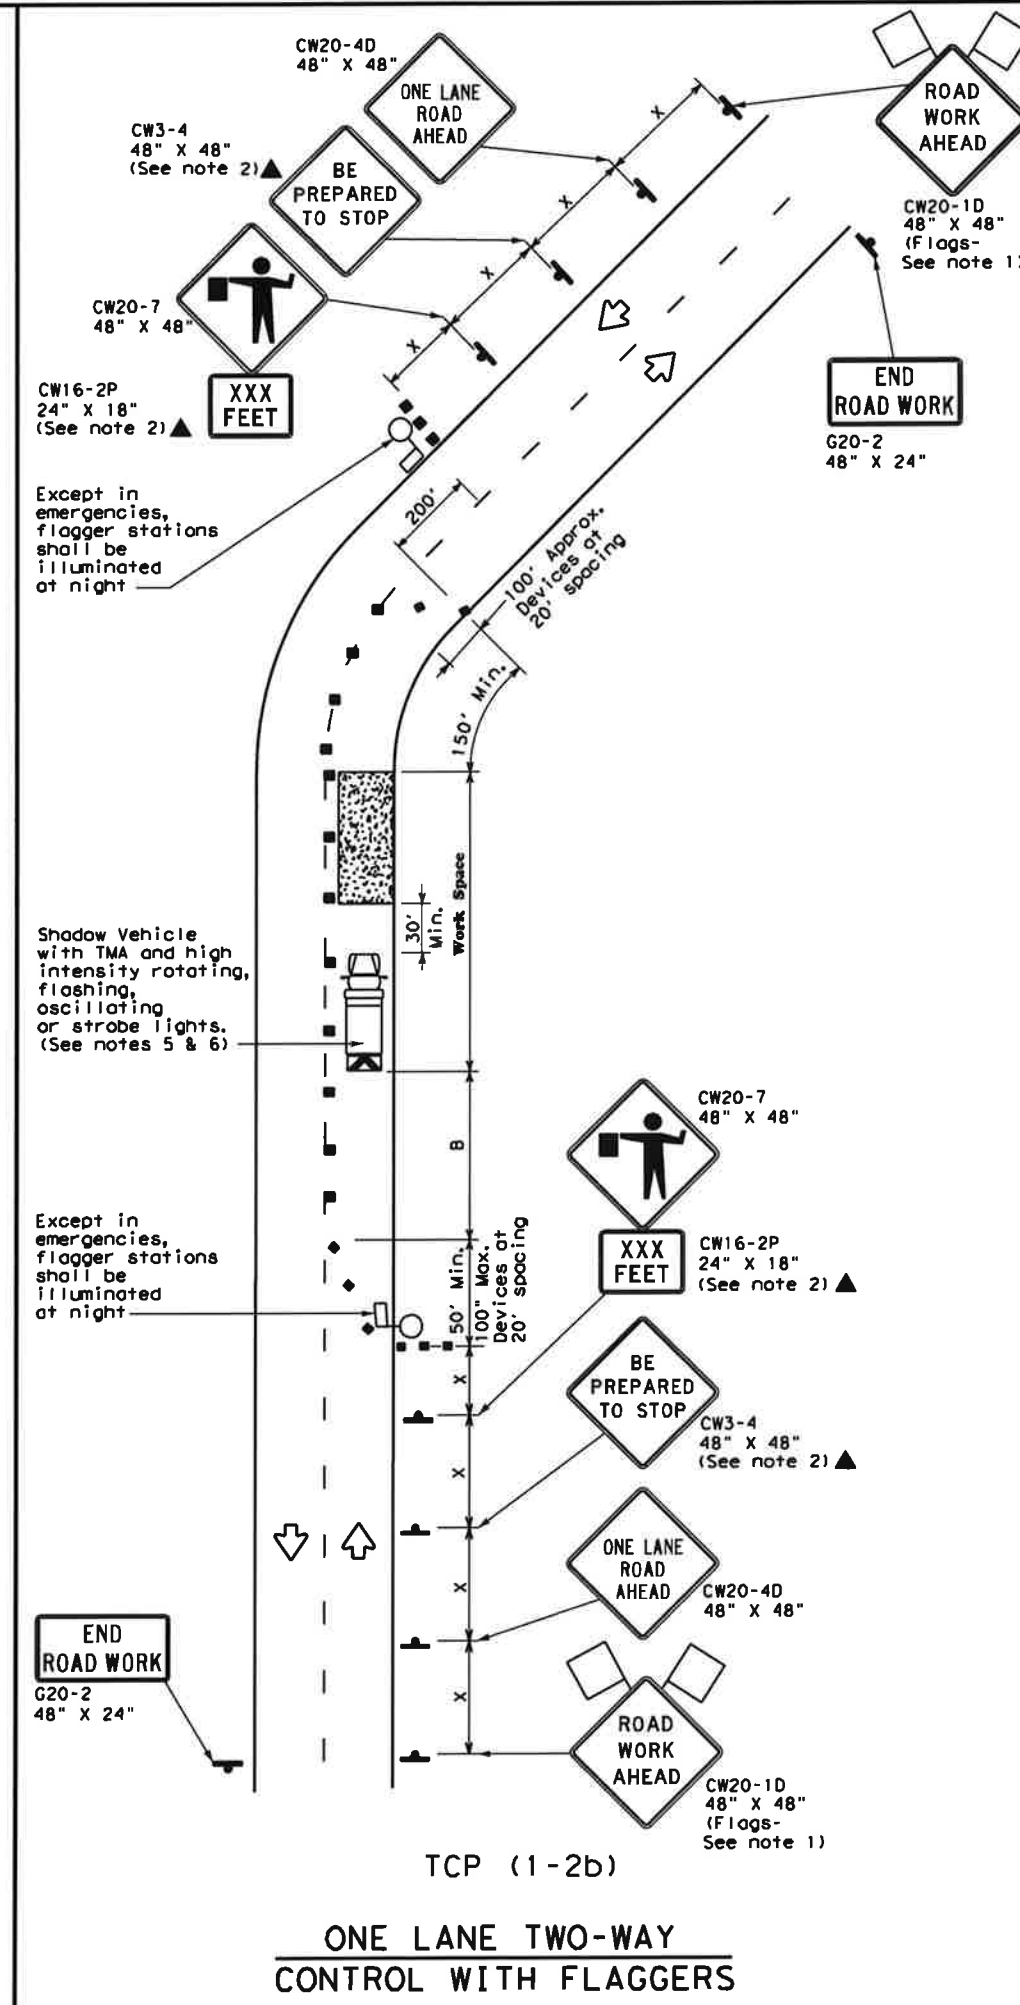 CW20-4D
48" X 48"
ONE LANE
ROAD
AHEAD
ROAD
WORK
AHEAD
CW20-1D
48" X 48"
(Flags-
See note 1)
X
CW3-4
48" X 48"
(See note 2)
BE
PREPARED
TO STOP
X
X
CW20-7
48" X 48"
X
CW16-2P
24" X 18"
(See note 2)
XXX
FEET
END
ROAD WORK
G20-2
48" X 24"
Except in
emergencies,
flagger stations
shall be
illuminated
at night
200'
100' Approx.
Devices at
20' spacing
150' Min.
Work Space
30'
Min.
Shadow Vehicle
with TMA and high
intensity rotating,
flashing,
oscillating
or strobe lights.
(See notes 5 & 6)
B
CW20-7
48" X 48"
XXX
FEET
CW16-2P
24" X 18"
(See note 2)
Except in
emergencies,
flagger stations
shall be
illuminated
at night
50' Min.
100" Max.
Devices at
20' spacing
X
BE
PREPARED
TO STOP
CW3-4
48" X 48"
(See note 2)
X
ONE LANE
ROAD
AHEAD
CW20-4D
48" X 48"
X
END
ROAD WORK
G20-2
48" X 24"
X
ROAD
WORK
AHEAD
CW20-1D
48" X 48"
(Flags-
See note 1)
TCP (1-2b)
ONE LANE TWO-WAY
CONTROL WITH FLAGGERS